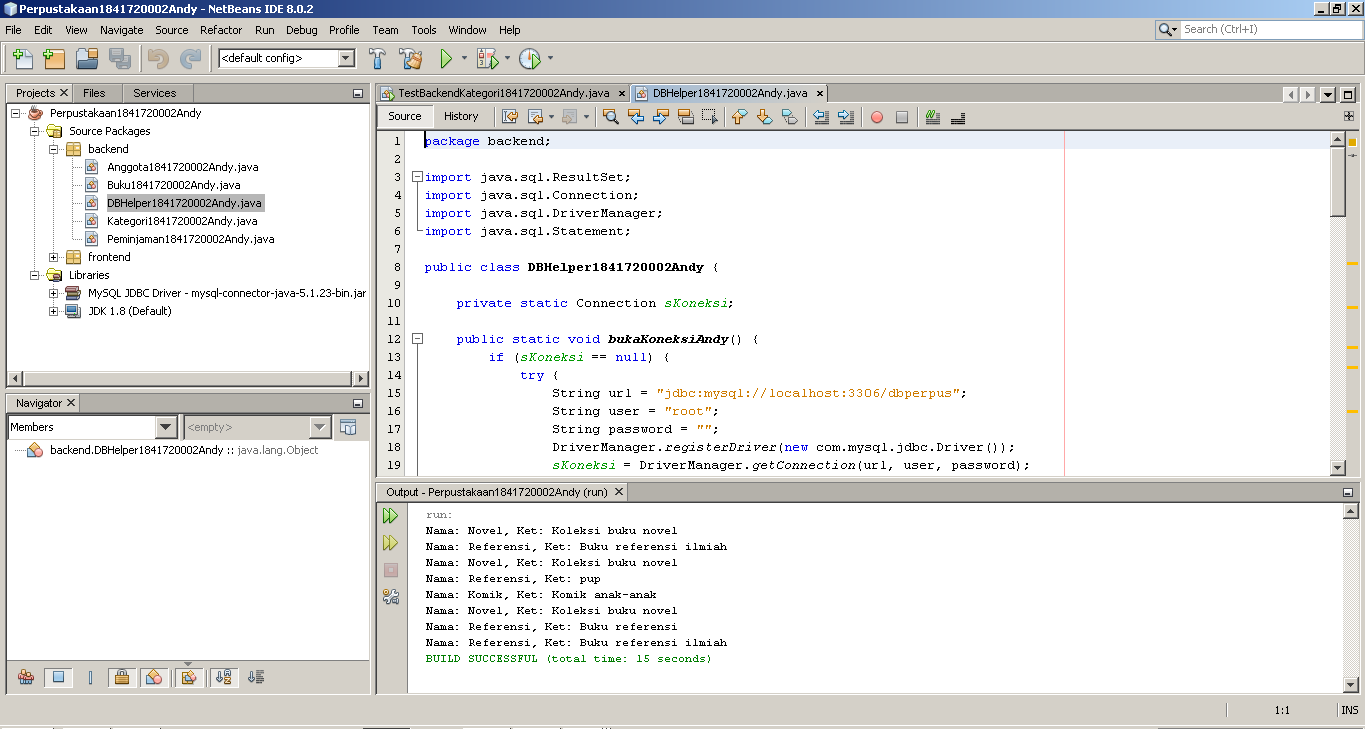 Perpustakaan1841720002Andy - NetBeans IDE 8.0.2
File Edit View Navigate Source Refactor Run Debug Profile Team Tools Window Help
Search (Ctrl+I)
<default config>
Projects Files Services
Perpustakaan1841720002Andy
Source Packages
backend
Anggota1841720002Andy.java
Buku1841720002Andy.java
DBHelper1841720002Andy.java
Kategori1841720002Andy.java
Peminjaman1841720002Andy.java
frontend
Libraries
MySQL JDBC Driver - mysql-connector-java-5.1.23-bin.jar
JDK 1.8 (Default)
Navigator
Members <empty>
backend.DBHelper1841720002Andy :: java.lang.Object
TestBackendKategori1841720002Andy.java DBHelper1841720002Andy.java
Source History
1 package backend;
2
3 import java.sql.ResultSet;
4 import java.sql.Connection;
5 import java.sql.DriverManager;
6 import java.sql.Statement;
7
8 public class DBHelper1841720002Andy {
9
10 private static Connection sKoneksi;
11
12 public static void bukaKoneksiAndy() {
13 if (sKoneksi == null) {
14 try {
15 String url = "jdbc:mysql://localhost:3306/dbperpus";
16 String user = "root";
17 String password = "";
18 DriverManager.registerDriver(new com.mysql.jdbc.Driver());
19 sKoneksi = DriverManager.getConnection(url, user, password);
Output - Perpustakaan1841720002Andy (run)
run:
Nama: Novel, Ket: Koleksi buku novel
Nama: Referensi, Ket: Buku referensi ilmiah
Nama: Novel, Ket: Koleksi buku novel
Nama: Referensi, Ket: pup
Nama: Komik, Ket: Komik anak-anak
Nama: Novel, Ket: Koleksi buku novel
Nama: Referensi, Ket: Buku referensi
Nama: Referensi, Ket: Buku referensi ilmiah
BUILD SUCCESSFUL (total time: 15 seconds)
1:1 INS